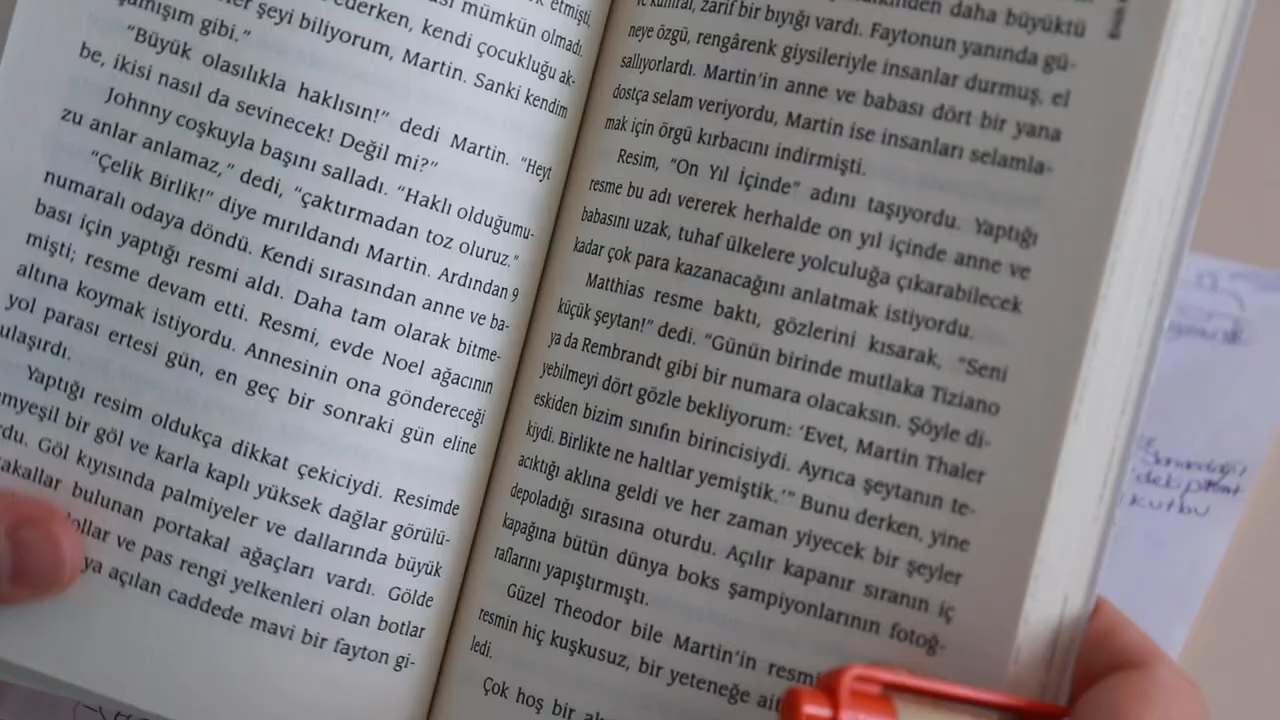 etmişti,
mümkün olmadı.
ederken, kendi çocukluğu ak-
her şeyi biliyorum, Martin. Sanki kendim
şamışım gibi.”
“Büyük olasılıkla haklısın!” dedi Martin. “Heyt
be, ikisi nasıl da sevinecek! Değil mi?”
Johnny coşkuyla başını salladı. “Haklı olduğumu-
zu anlar anlamaz,” dedi, “çaktırmadan toz oluruz.”
“Çelik Birlik!” diye mırıldandı Martin. Ardından 9
numaralı odaya döndü. Kendi sırasından anne ve ba-
bası için yaptığı resmi aldı. Daha tam olarak bitme-
mişti; resme devam etti. Resmi, evde Noel ağacının
altına koymak istiyordu. Annesinin ona göndereceği
yol parası ertesi gün, en geç bir sonraki gün eline
ulaşırdı.
Yaptığı resim oldukça dikkat çekiciydi. Resimde
bir göl ve karla kaplı yüksek dağlar görülü-
Göl kıyısında palmiyeler ve dallarında büyük
bulunan portakal ağaçları vardı. Gölde
ve pas rengi yelkenleri olan botlar
açılan caddede mavi bir fayton gi-
daha büyüktü
kumral, zarif bir bıyığı vardı. Faytonun yanında gü-
neye özgü, rengârenk giysileriyle insanlar durmuş, el
sallıyorlardı. Martin’in anne ve babası dört bir yana
dostça selam veriyordu, Martin ise insanları selamla-
mak için örgü kırbacını indirmişti.
Resim, “On Yıl İçinde” adını taşıyordu. Yaptığı
resme bu adı vererek herhalde on yıl içinde anne ve
babasını uzak, tuhaf ülkelere yolculuğa çıkarabilecek
kadar çok para kazanacağını anlatmak istiyordu.
Matthias resme baktı, gözlerini kısarak, “Seni
küçük şeytan!” dedi. “Günün birinde mutlaka Tiziano
ya da Rembrandt gibi bir numara olacaksın. Şöyle di-
yebilmeyi dört gözle bekliyorum: ‘Evet, Martin Thaler
eskiden bizim sınıfın birincisiydi. Ayrıca şeytanın te-
kiydi. Birlikte ne haltlar yemiştik.’” Bunu derken, yine
acıktığı aklına geldi ve her zaman yiyecek bir şeyler
depoladığı sırasına oturdu. Açılır kapanır sıranın iç
kapağına bütün dünya boks şampiyonlarının fotoğ-
raflarını yapıştırmıştı.
Güzel Theodor bile Martin’in resmi
resmin hiç kuşkusuz, bir yeteneğe ait
ledi.
Çok hoş bir
kutbu